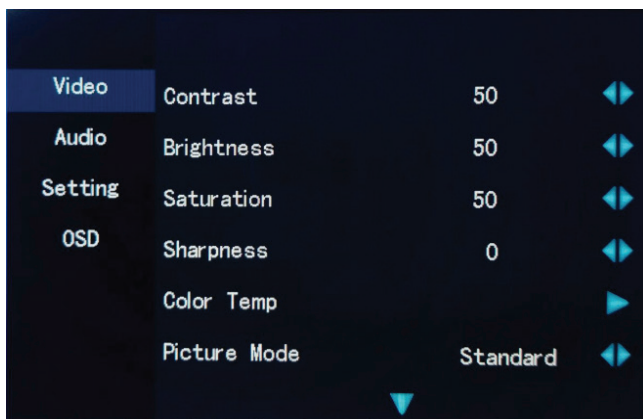 Video
Audio
Setting
OSD
Contrast 50
Brightness 50
Saturation 50
Sharpness 0
Color Temp
Picture Mode Standard